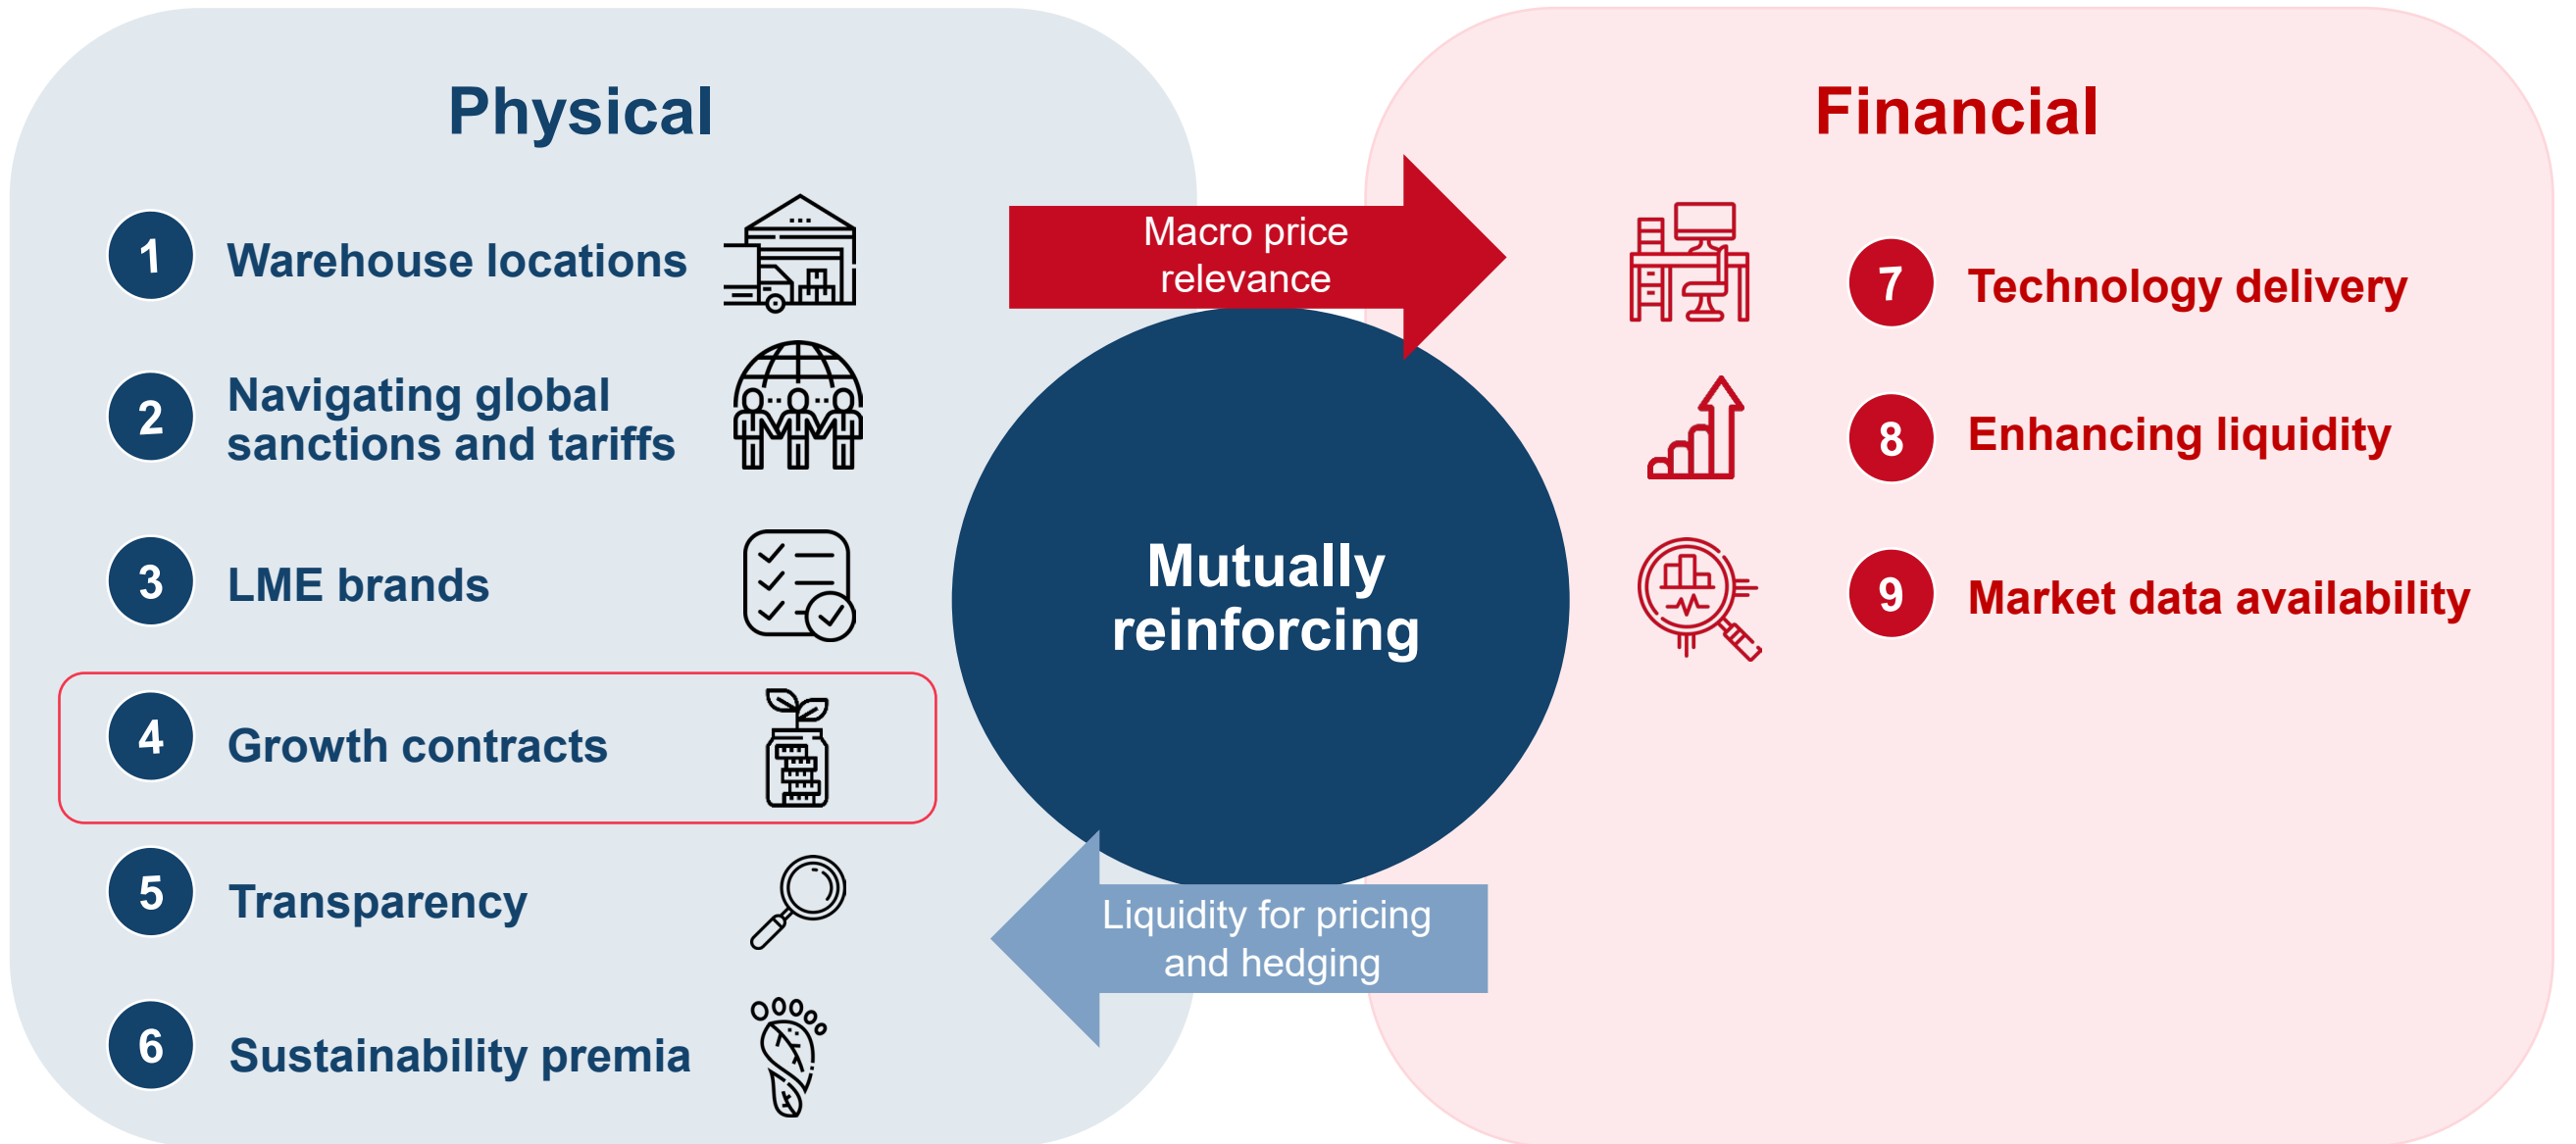 Physical
1
Warehouse locations
2
Navigating global
sanctions and tariffs
3
LME brands
4
Growth contracts
5
Transparency
6
Sustainability premia
Macro price
relevance
Mutually
reinforcing
Liquidity for pricing
and hedging
Financial
7
Technology delivery
8
Enhancing liquidity
9
Market data availability